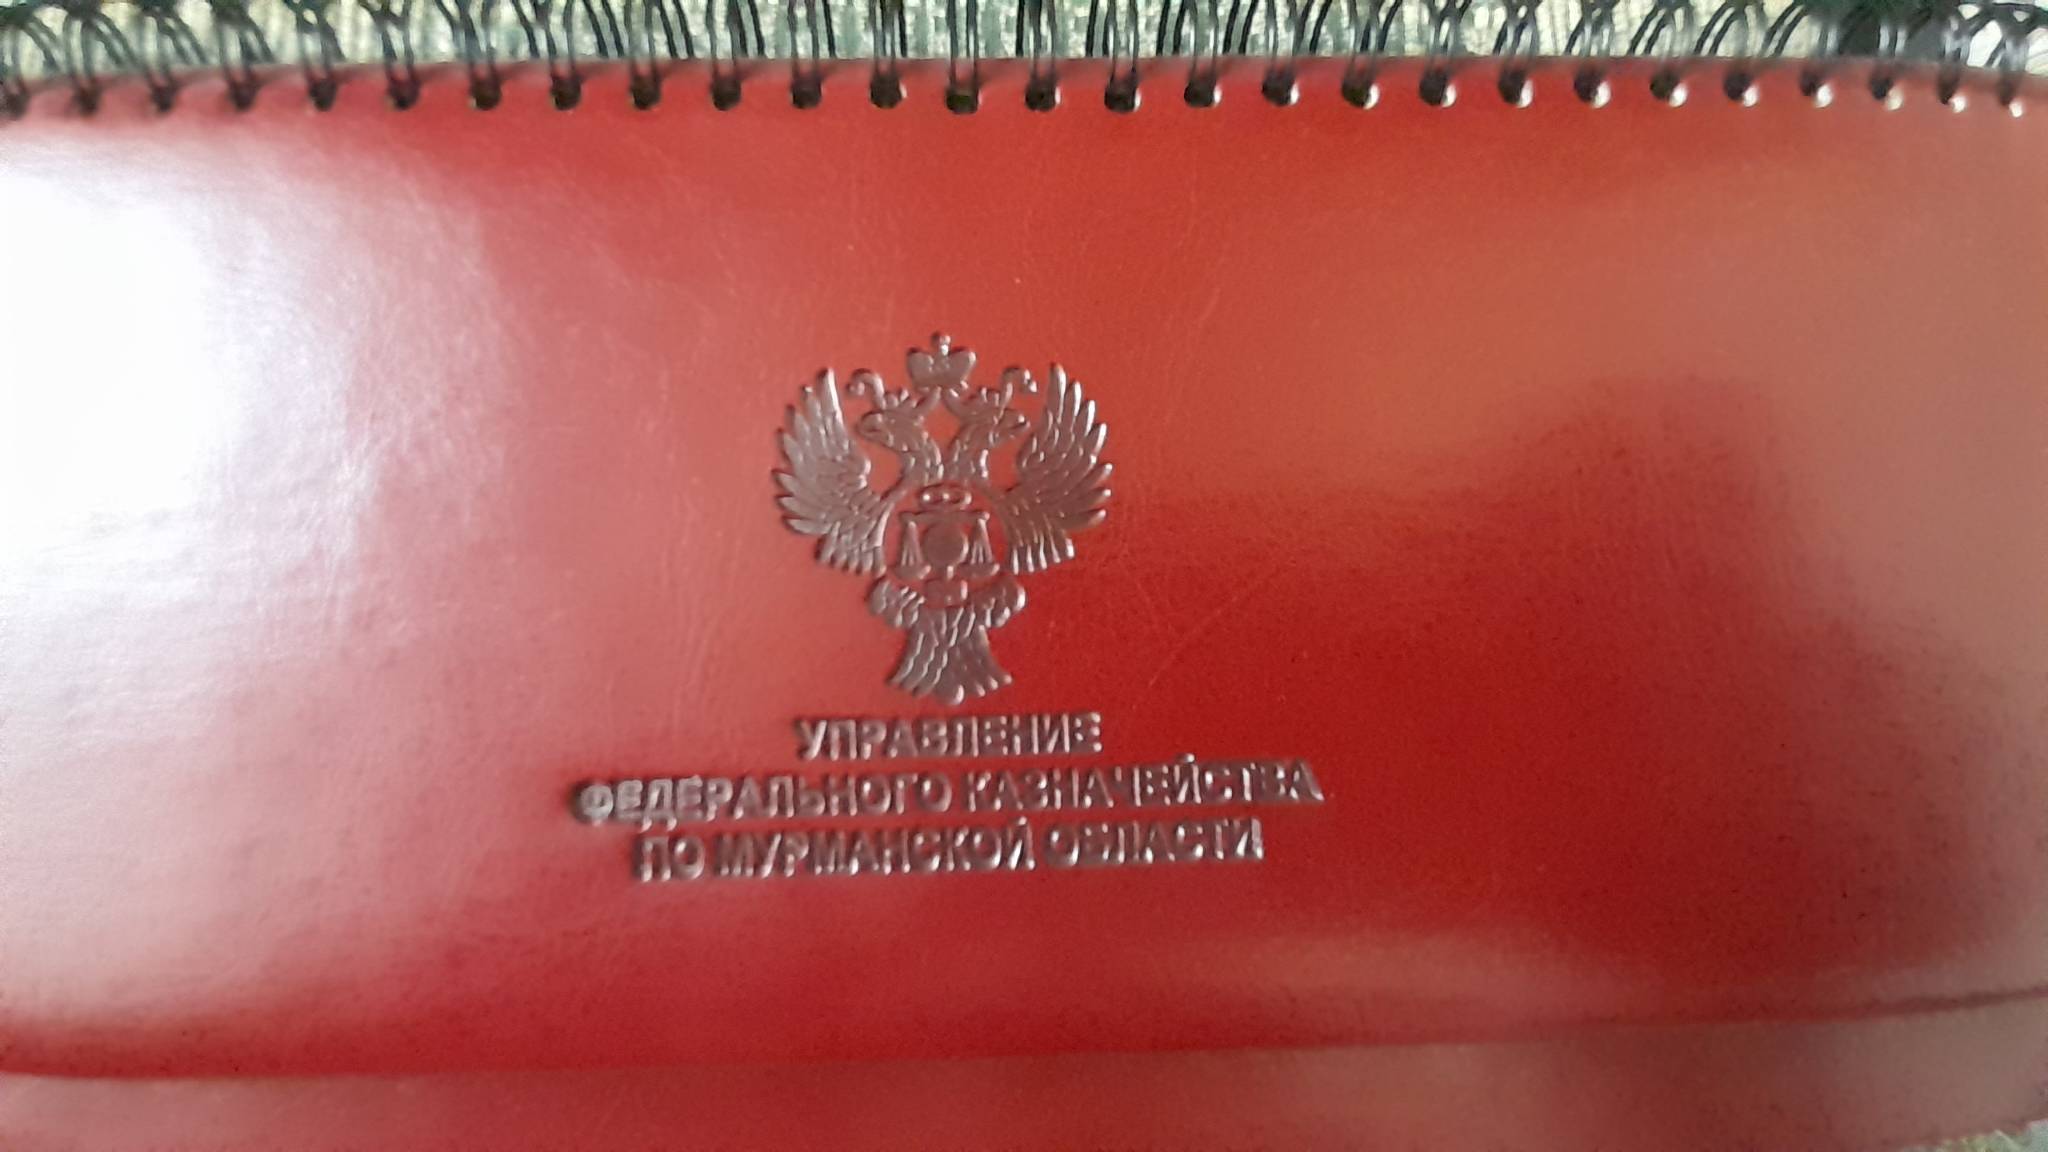 УПРАВЛЕНИЕ
ФЕДЕРАЛЬНОГО КАЗНАЧЕЙСТВА
ПО МУРМАНСКОЙ ОБЛАСТИ